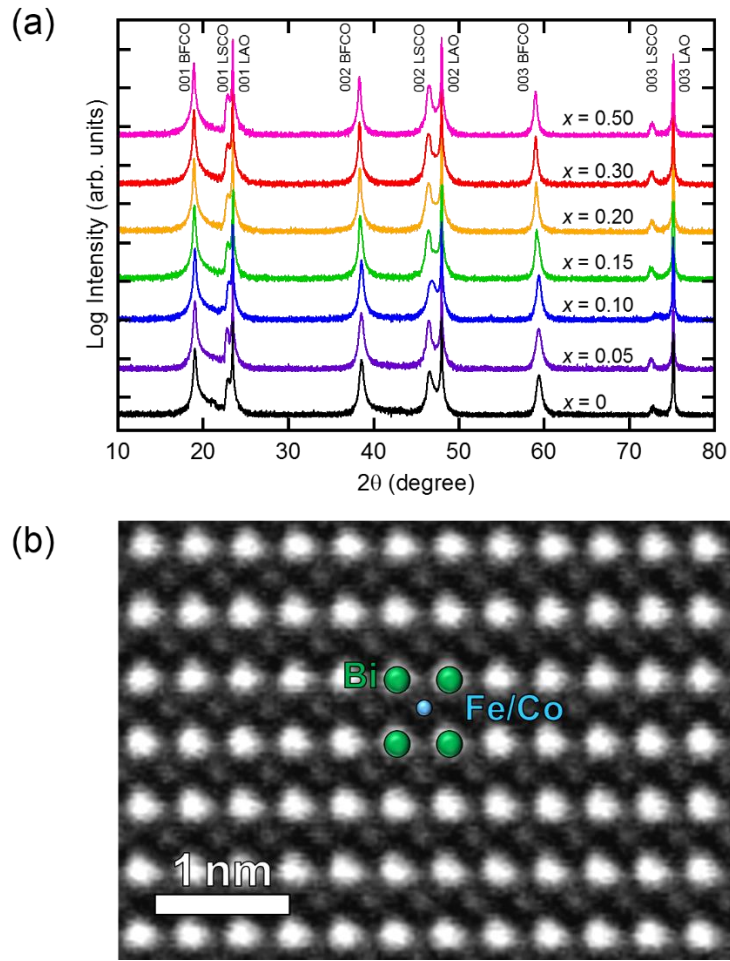 (a)
001 BFCO
001 LSCO
001 LAO
002 BFCO
002 LSCO
002 LAO
003 BFCO
003 LSCO
003 LAO
Log Intensity (arb. units)
x = 0.50
x = 0.30
x = 0.20
x = 0.15
x = 0.10
x = 0.05
x = 0
10 20 30 40 50 60 70 80
2θ (degree)
(b)
Bi
Fe/Co
1 nm